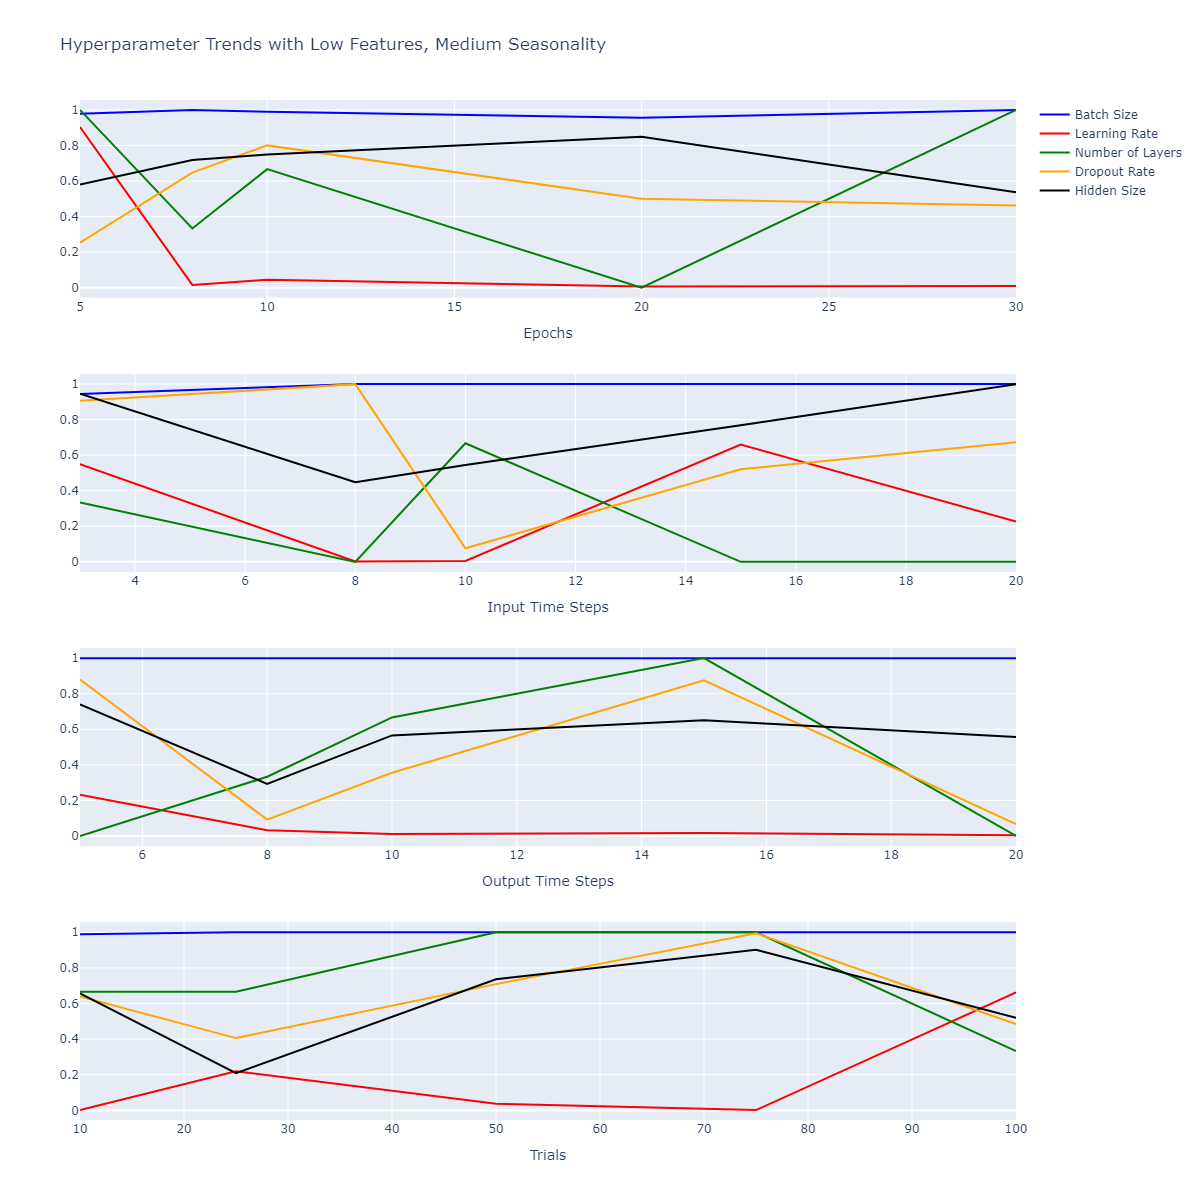 Hyperparameter Trends with Low Features, Medium Seasonality
1
0.8
0.6
0.4
0.2
0
5 10 15 20 25 30
Epochs
Batch Size
Learning Rate
Number of Layers
Dropout Rate
Hidden Size
1
0.8
0.6
0.4
0.2
0
4 6 8 10 12 14 16 18 20
Input Time Steps
1
0.8
0.6
0.4
0.2
0
6 8 10 12 14 16 18 20
Output Time Steps
1
0.8
0.6
0.4
0.2
0
10 20 30 40 50 60 70 80 90 100
Trials